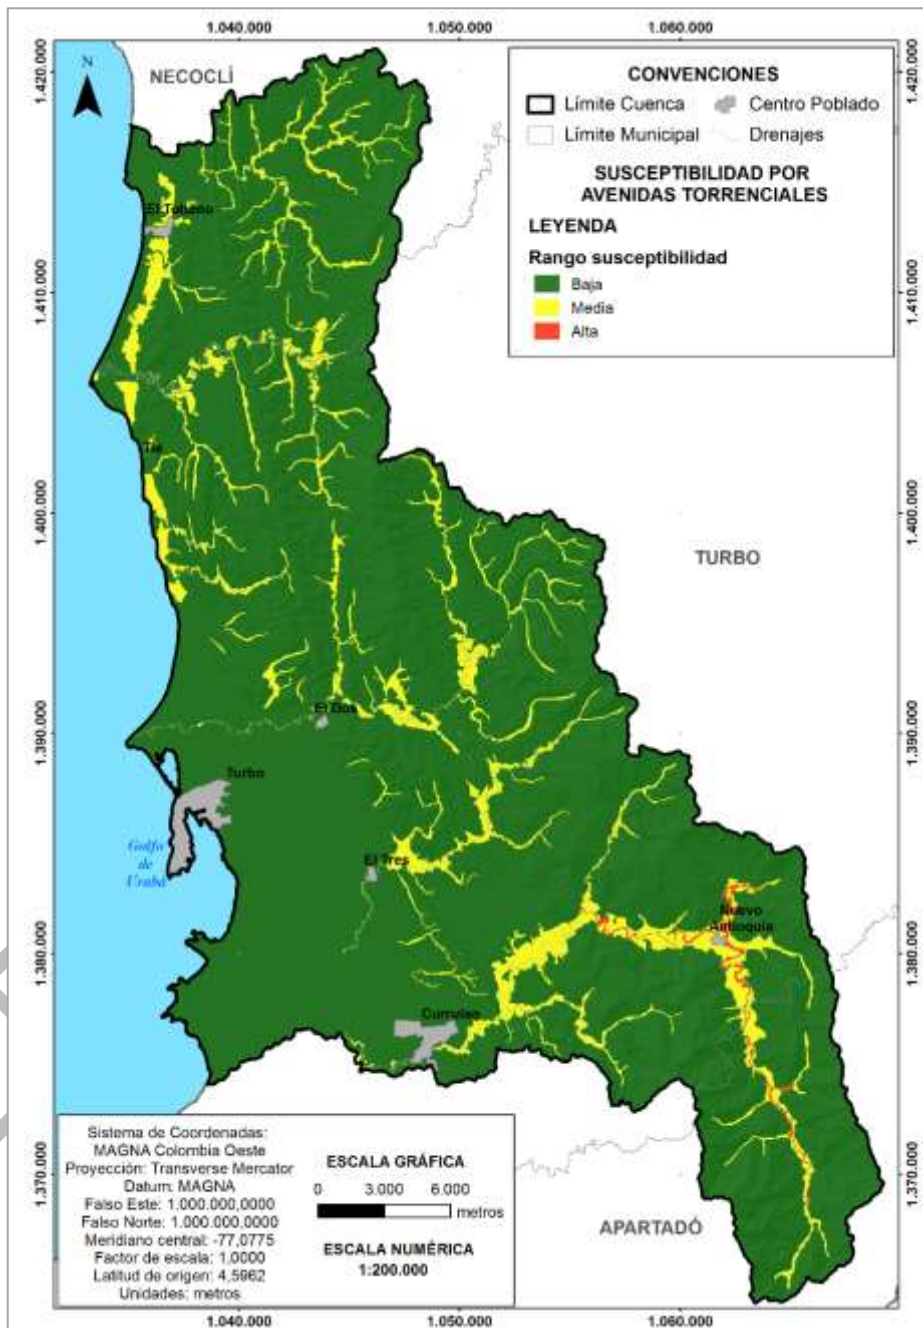 1.040.000 1.050.000 1.060.000
1.420.000
1.420.000
N
NECOCLÍ
CONVENCIONES
Límite Cuenca
Centro Poblado
Límite Municipal
Drenajes
SUSCEPTIBILIDAD POR
AVENIDAS TORRENCIALES
LEYENDA
Rango susceptibilidad
Baja
Media
Alta
1.410.000
1.410.000
Tie
1.400.000
1.400.000
TURBO
El Dos
1.390.000
1.390.000
Turbo
Golfo
de
Urabá
El Tres
Nuevo
Antioquia
1.380.000
1.380.000
Currulao
Sistema de Coordenadas:
MAGNA Colombia Oeste
Proyección: Transverse Mercator
Datum: MAGNA
Falso Este: 1.000.000,0000
Falso Norte: 1.000.000,0000
Meridiano central: -77,0775
Factor de escala: 1,0000
Latitud de origen: 4,5962
Unidades: metros
ESCALA GRÁFICA
0 3.000 6.000
metros
ESCALA NUMÉRICA
1:200.000
1.370.000
1.370.000
APARTADÓ
1.040.000 1.050.000 1.060.000